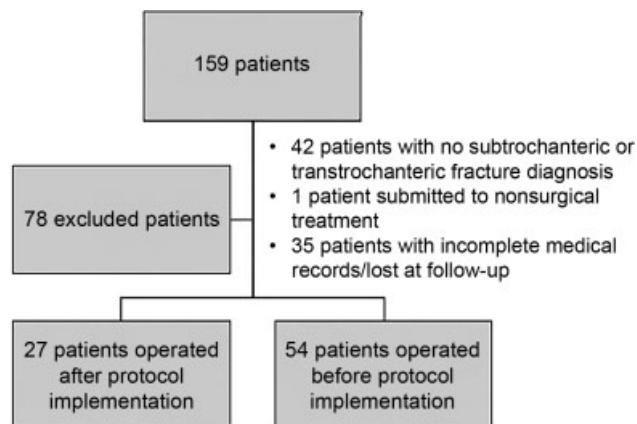 159 patients
• 42 patients with no subtrochanteric or
transtrochanteric fracture diagnosis
• 1 patient submitted to nonsurgical
treatment
• 35 patients with incomplete medical
records/lost at follow-up
78 excluded patients
27 patients operated
after protocol
implementation
54 patients operated
before protocol
implementation